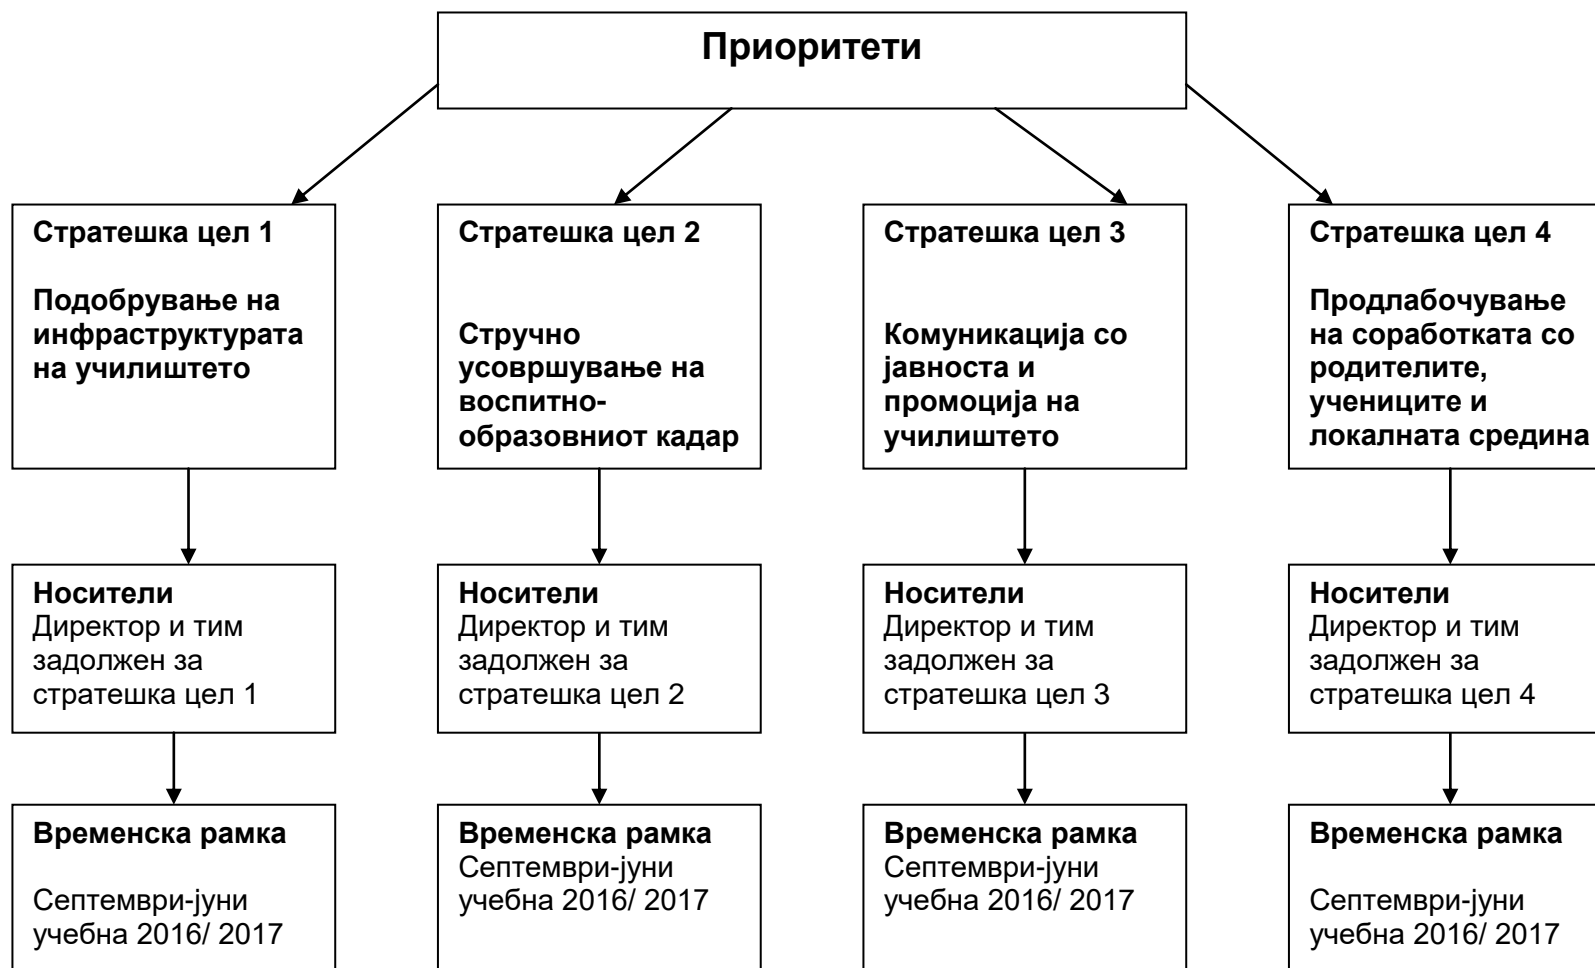 Приоритети
Стратешка цел 1
Подобрување на
инфраструктурата
на училиштето
Стратешка цел 2
Стручно
усовршување на
воспитно-
образовниот кадар
Стратешка цел 3
Комуникација со
јавноста и
промоција на
училиштето
Стратешка цел 4
Продлабочување
на соработката со
родителите,
учениците и
локалната средина
Носители
Директор и тим
задолжен за
стратешка цел 1
Носители
Директор и тим
задолжен за
стратешка цел 2
Носители
Директор и тим
задолжен за
стратешка цел 3
Носители
Директор и тим
задолжен за
стратешка цел 4
Временска рамка
Септември-јуни
учебна 2016/ 2017
Временска рамка
Септември-јуни
учебна 2016/ 2017
Временска рамка
Септември-јуни
учебна 2016/ 2017
Временска рамка
Септември-јуни
учебна 2016/ 2017